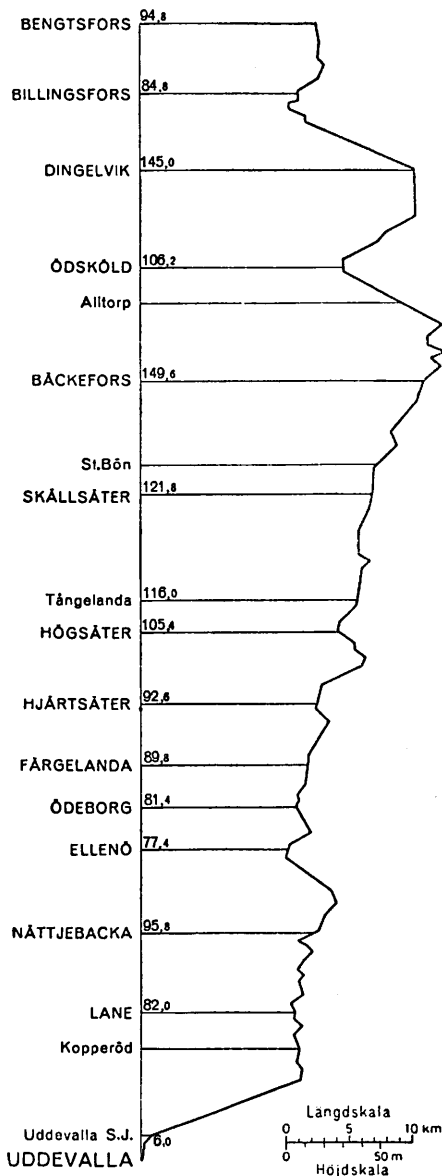 BENGTSFORS 94,8
BILLINGSFORS 84,8
DINGELVIK 145,0
ÖDSKÖLD 106,2
Alltorp
BÄCKEFORS 149,6
St.Bön
SKÄLLSÄTER 121,8
Tångelanda 116,0
HÖGSÄTER 105,4
HJÄRTSÄTER 92,6
FÄRGELANDA 89,8
ÖDEBORG 81,4
ELLENÖ 77,4
NÄTTJEBACKA 95,8
LANE 82,0
Kopperöd
Uddevalla S.J. 6,0
UDDEVALLA
Längdskala
0 5 10 km
0 50 m
Höjdskala